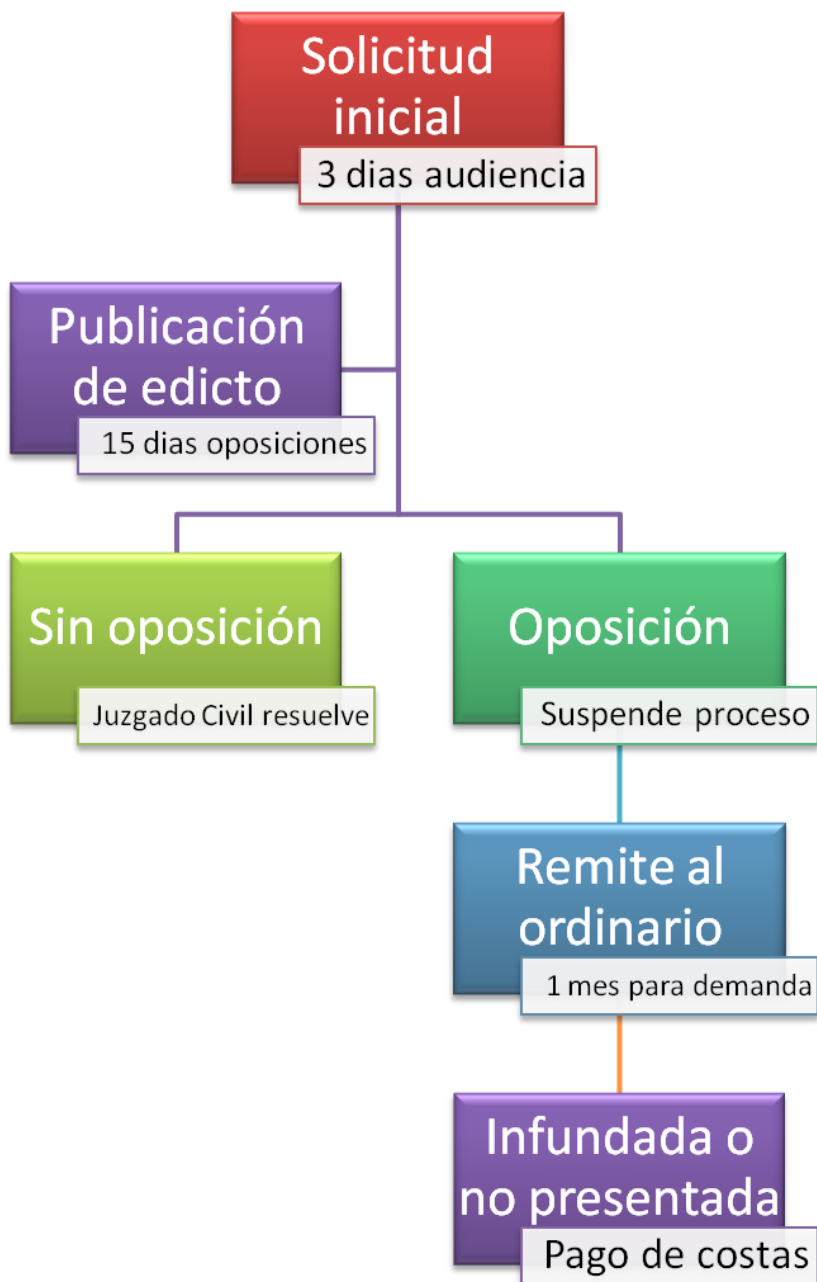 Solicitud
inicial
3 dias audiencia
Publicación
de edicto
15 dias oposiciones
Sin oposición
Juzgado Civil resuelve
Oposición
Suspende proceso
Remite al
ordinario
1 mes para demanda
Infundada o
no presentada
Pago de costas